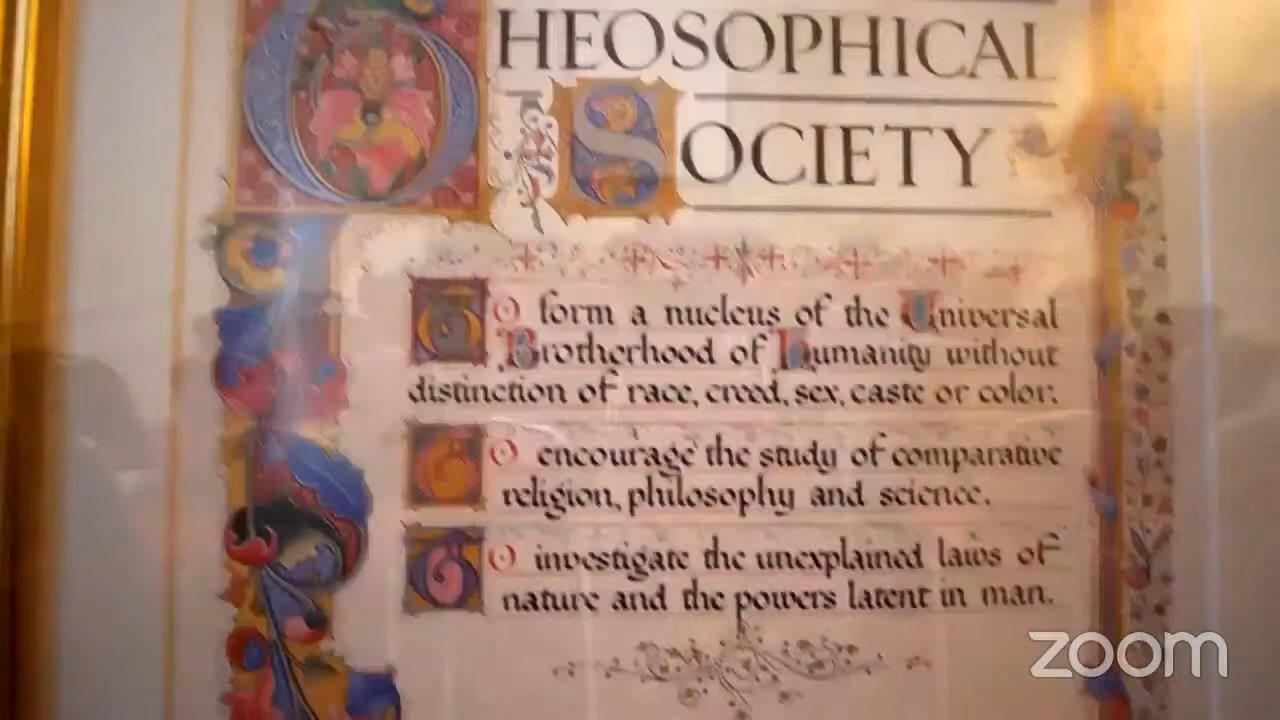 THEOSOPHICAL
SOCIETY
To form a nucleus of the Universal
Brotherhood of Humanity without
distinction of race, creed, sex, caste or color.
To encourage the study of comparative
religion, philosophy and science.
To investigate the unexplained laws of
nature and the powers latent in man.
zoom